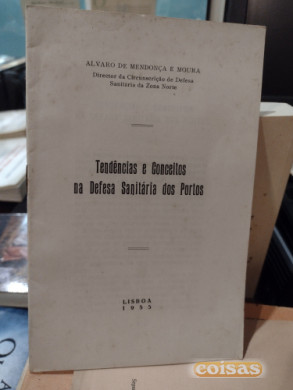 ALVARO DE MENDONÇA E MOURA
Director da Circunscrição de Defesa
Sanitária da Zona Norte
Tendências e Conceitos
na Defesa Sanitária dos Portos
LISBOA
1955
coisas